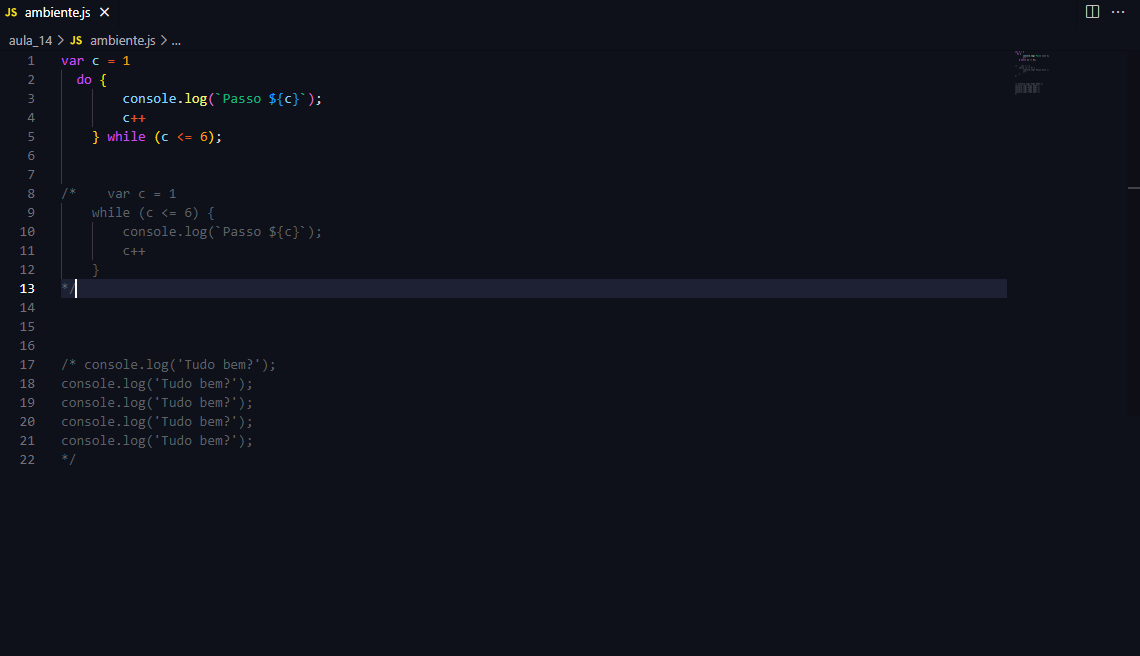 JS ambiente.js ×
aula_14 > JS ambiente.js > ...
1 var c = 1
2 do {
3 console.log(`Passo ${c}`);
4 c++
5 } while (c <= 6);
6
7
8 /* var c = 1
9 while (c <= 6) {
10 console.log(`Passo ${c}`);
11 c++
12 }
13 */
14
15
16
17 /* console.log('Tudo bem?');
18 console.log('Tudo bem?');
19 console.log('Tudo bem?');
20 console.log('Tudo bem?');
21 console.log('Tudo bem?');
22 */